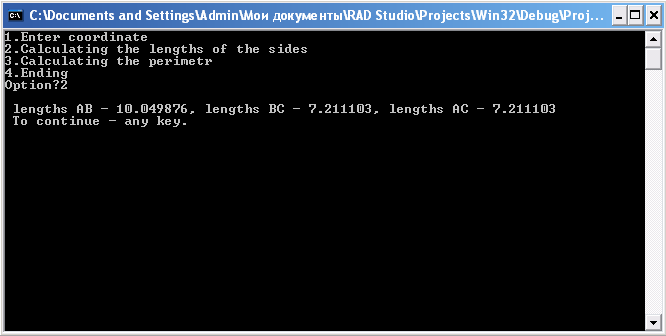 C:\Documents and Settings\Admin\Мои документы\RAD Studio\Projects\Win32\Debug\Proj...
1.Enter coordinate
2.Calculating the lengths of the sides
3.Calculating the perimetr
4.Ending
Option?2
lengths AB - 10.049876, lengths BC - 7.211103, lengths AC - 7.211103
To continue - any key.